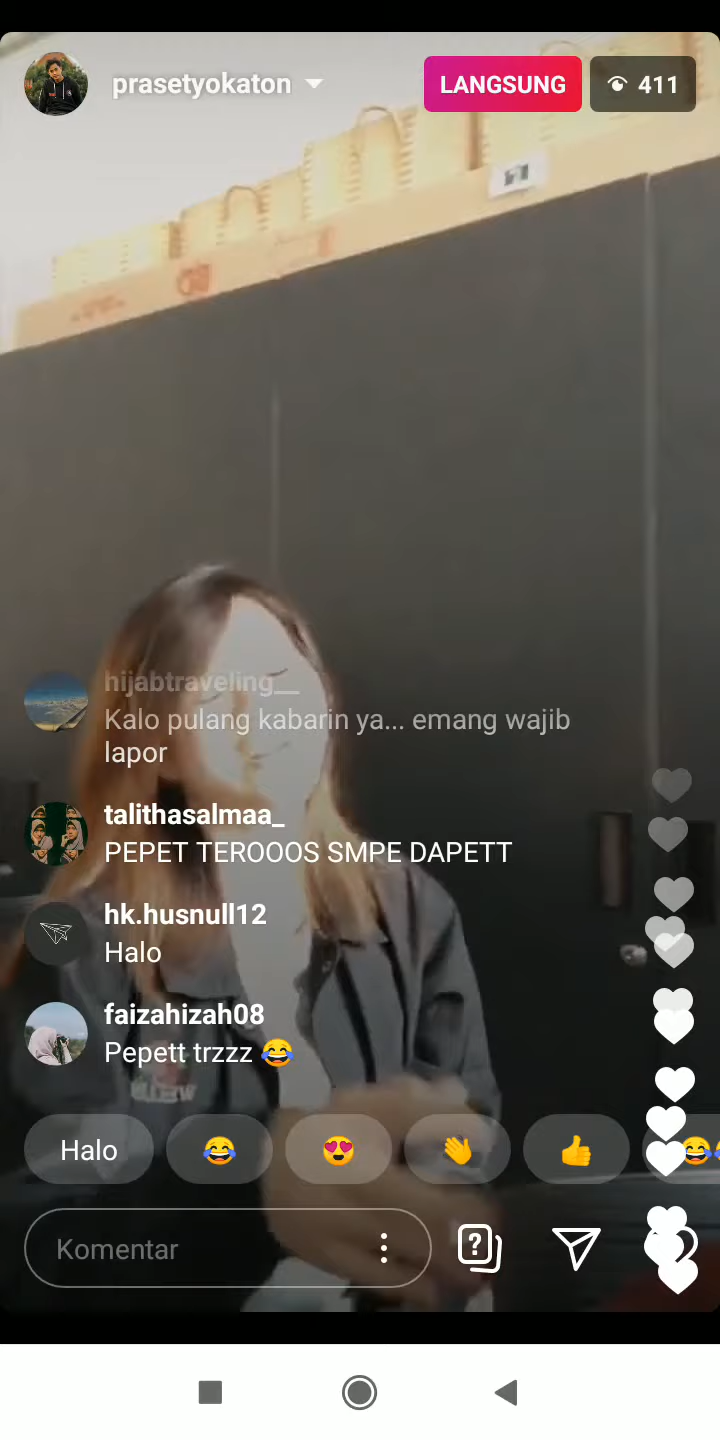 prasetyokaton
LANGSUNG
411
hijabtraveling__
Kalo pulang kabarin ya... emang wajib
lapor
talithasalmaa_
PEPET TEROOOS SMPE DAPETT
hk.husnull12
Halo
faizahizah08
Pepett trzzz 😂
Halo 😂 😍 👋 👍 😂
Komentar